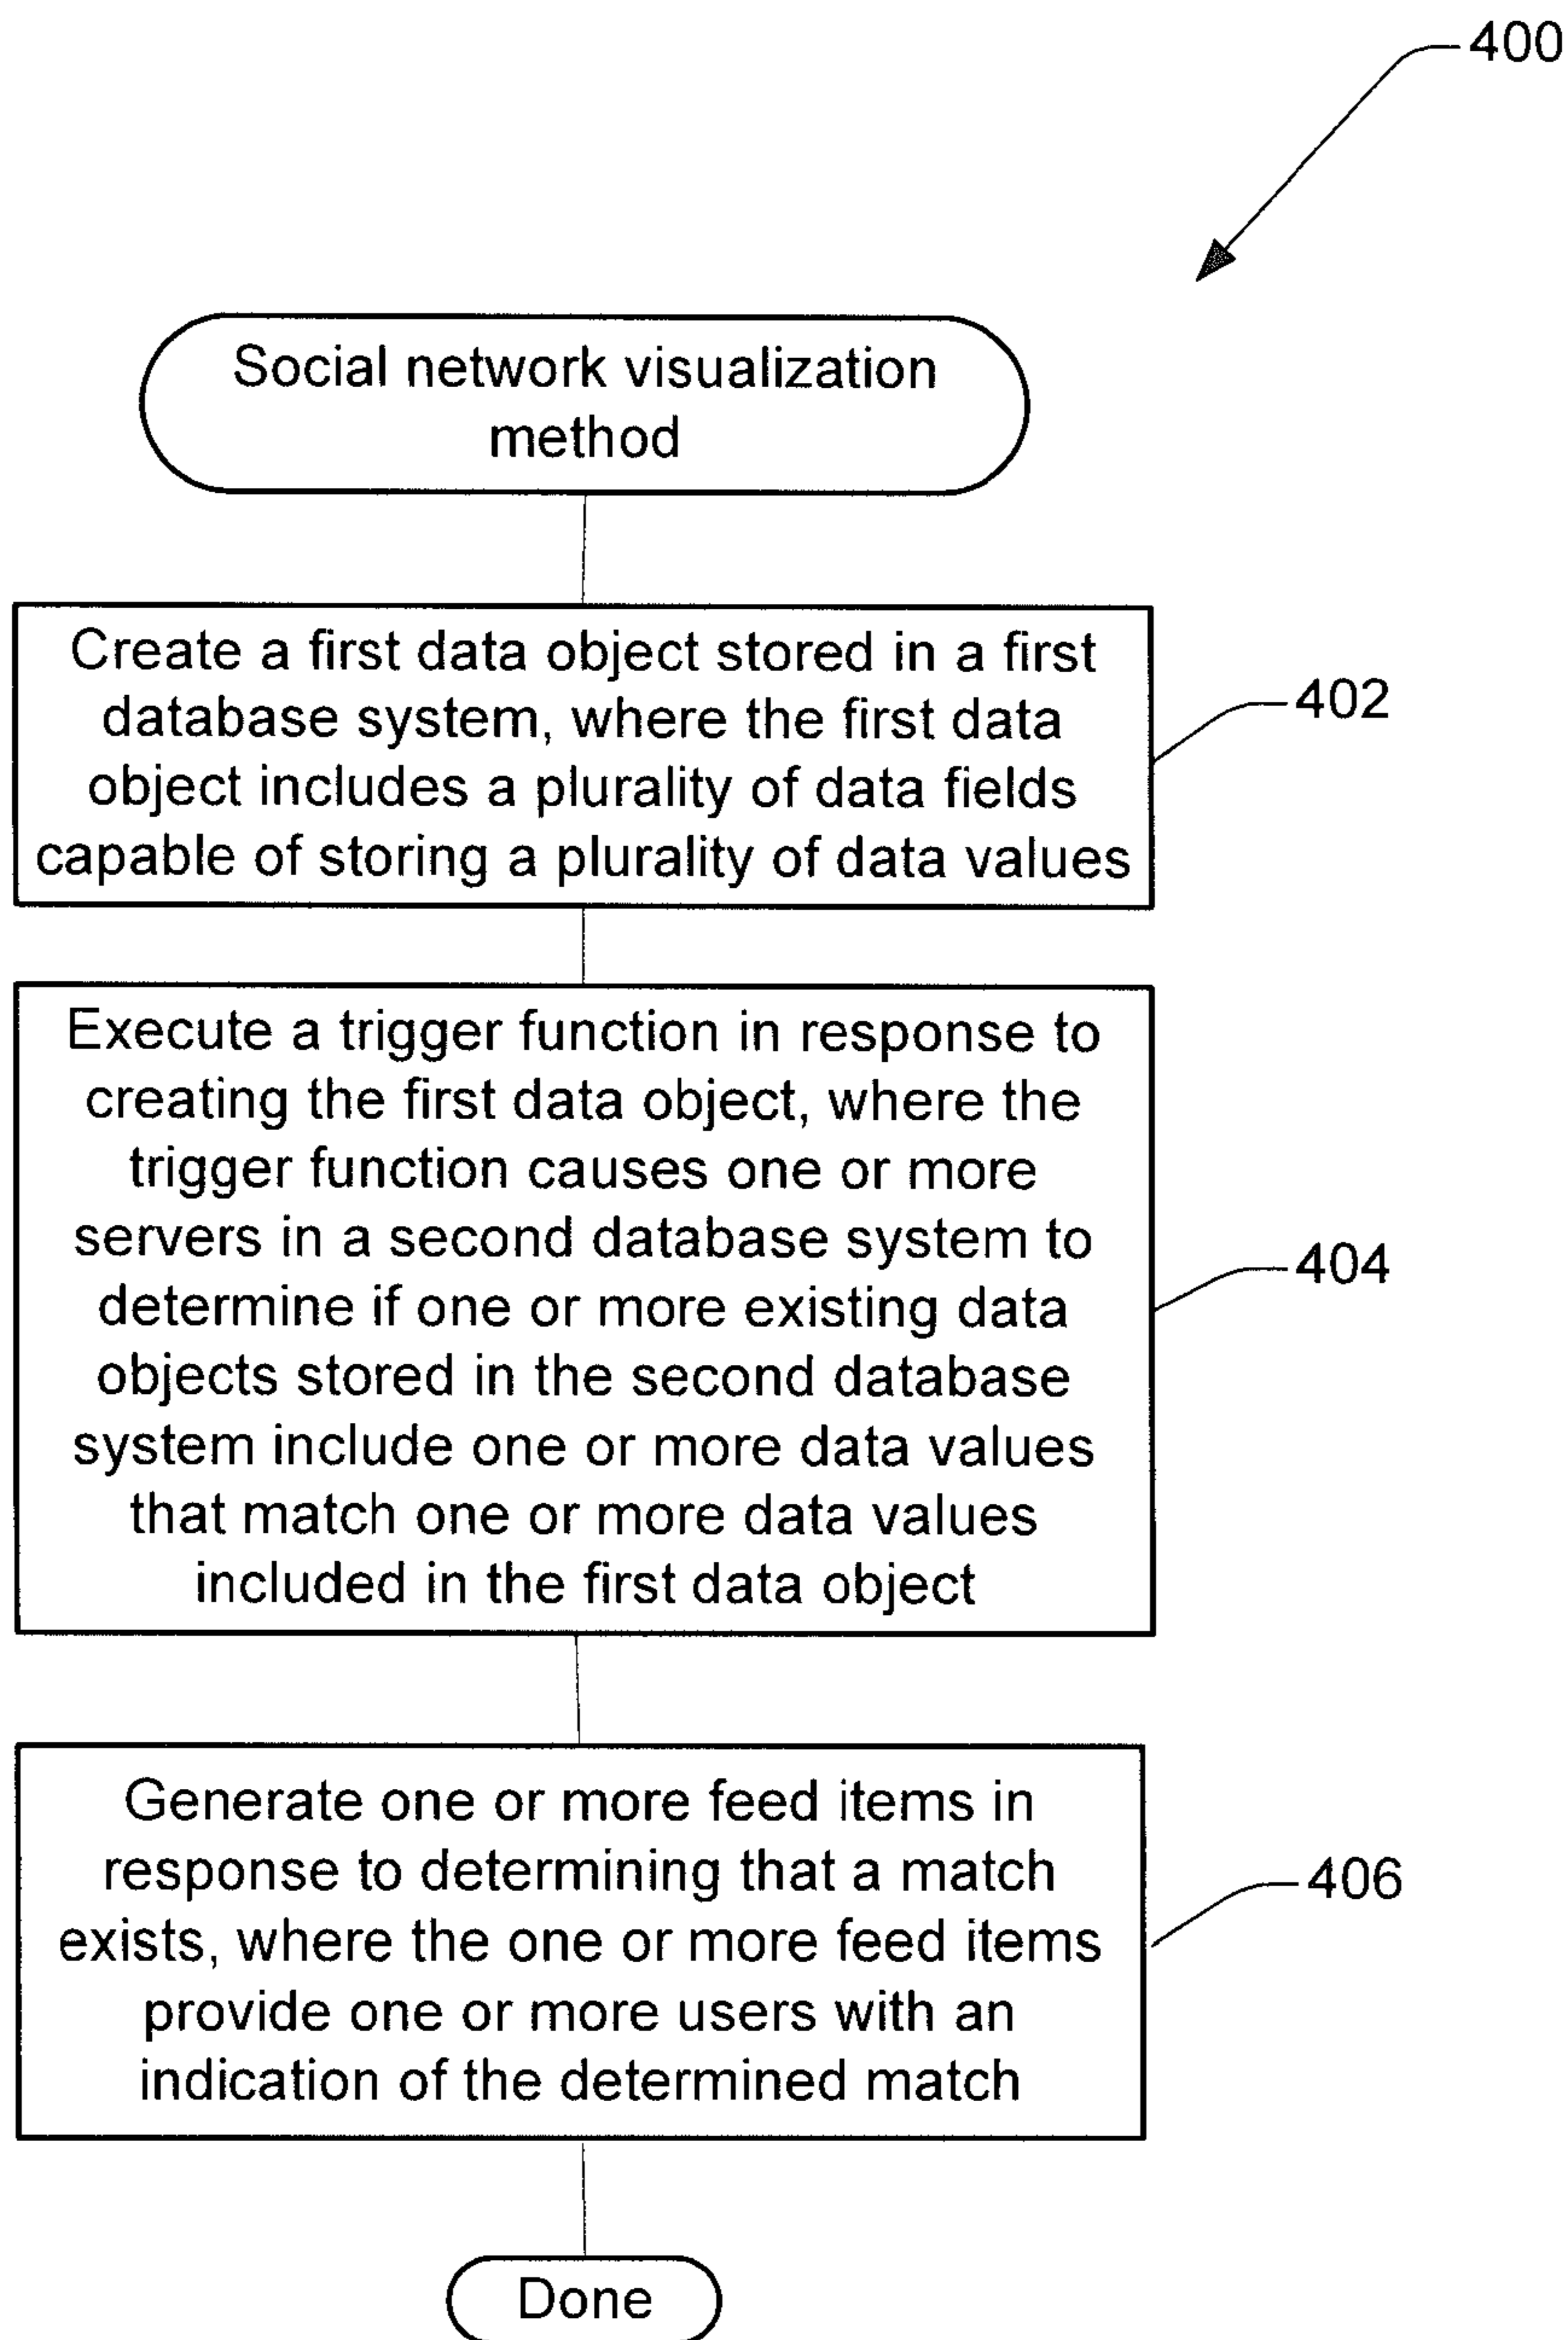 400
Social network visualization
method
Create a first data object stored in a first
database system, where the first data
object includes a plurality of data fields
capable of storing a plurality of data values
402
Execute a trigger function in response to
creating the first data object, where the
trigger function causes one or more
servers in a second database system to
determine if one or more existing data
objects stored in the second database
system include one or more data values
that match one or more data values
included in the first data object
404
Generate one or more feed items in
response to determining that a match
exists, where the one or more feed items
provide one or more users with an
indication of the determined match
406
Done